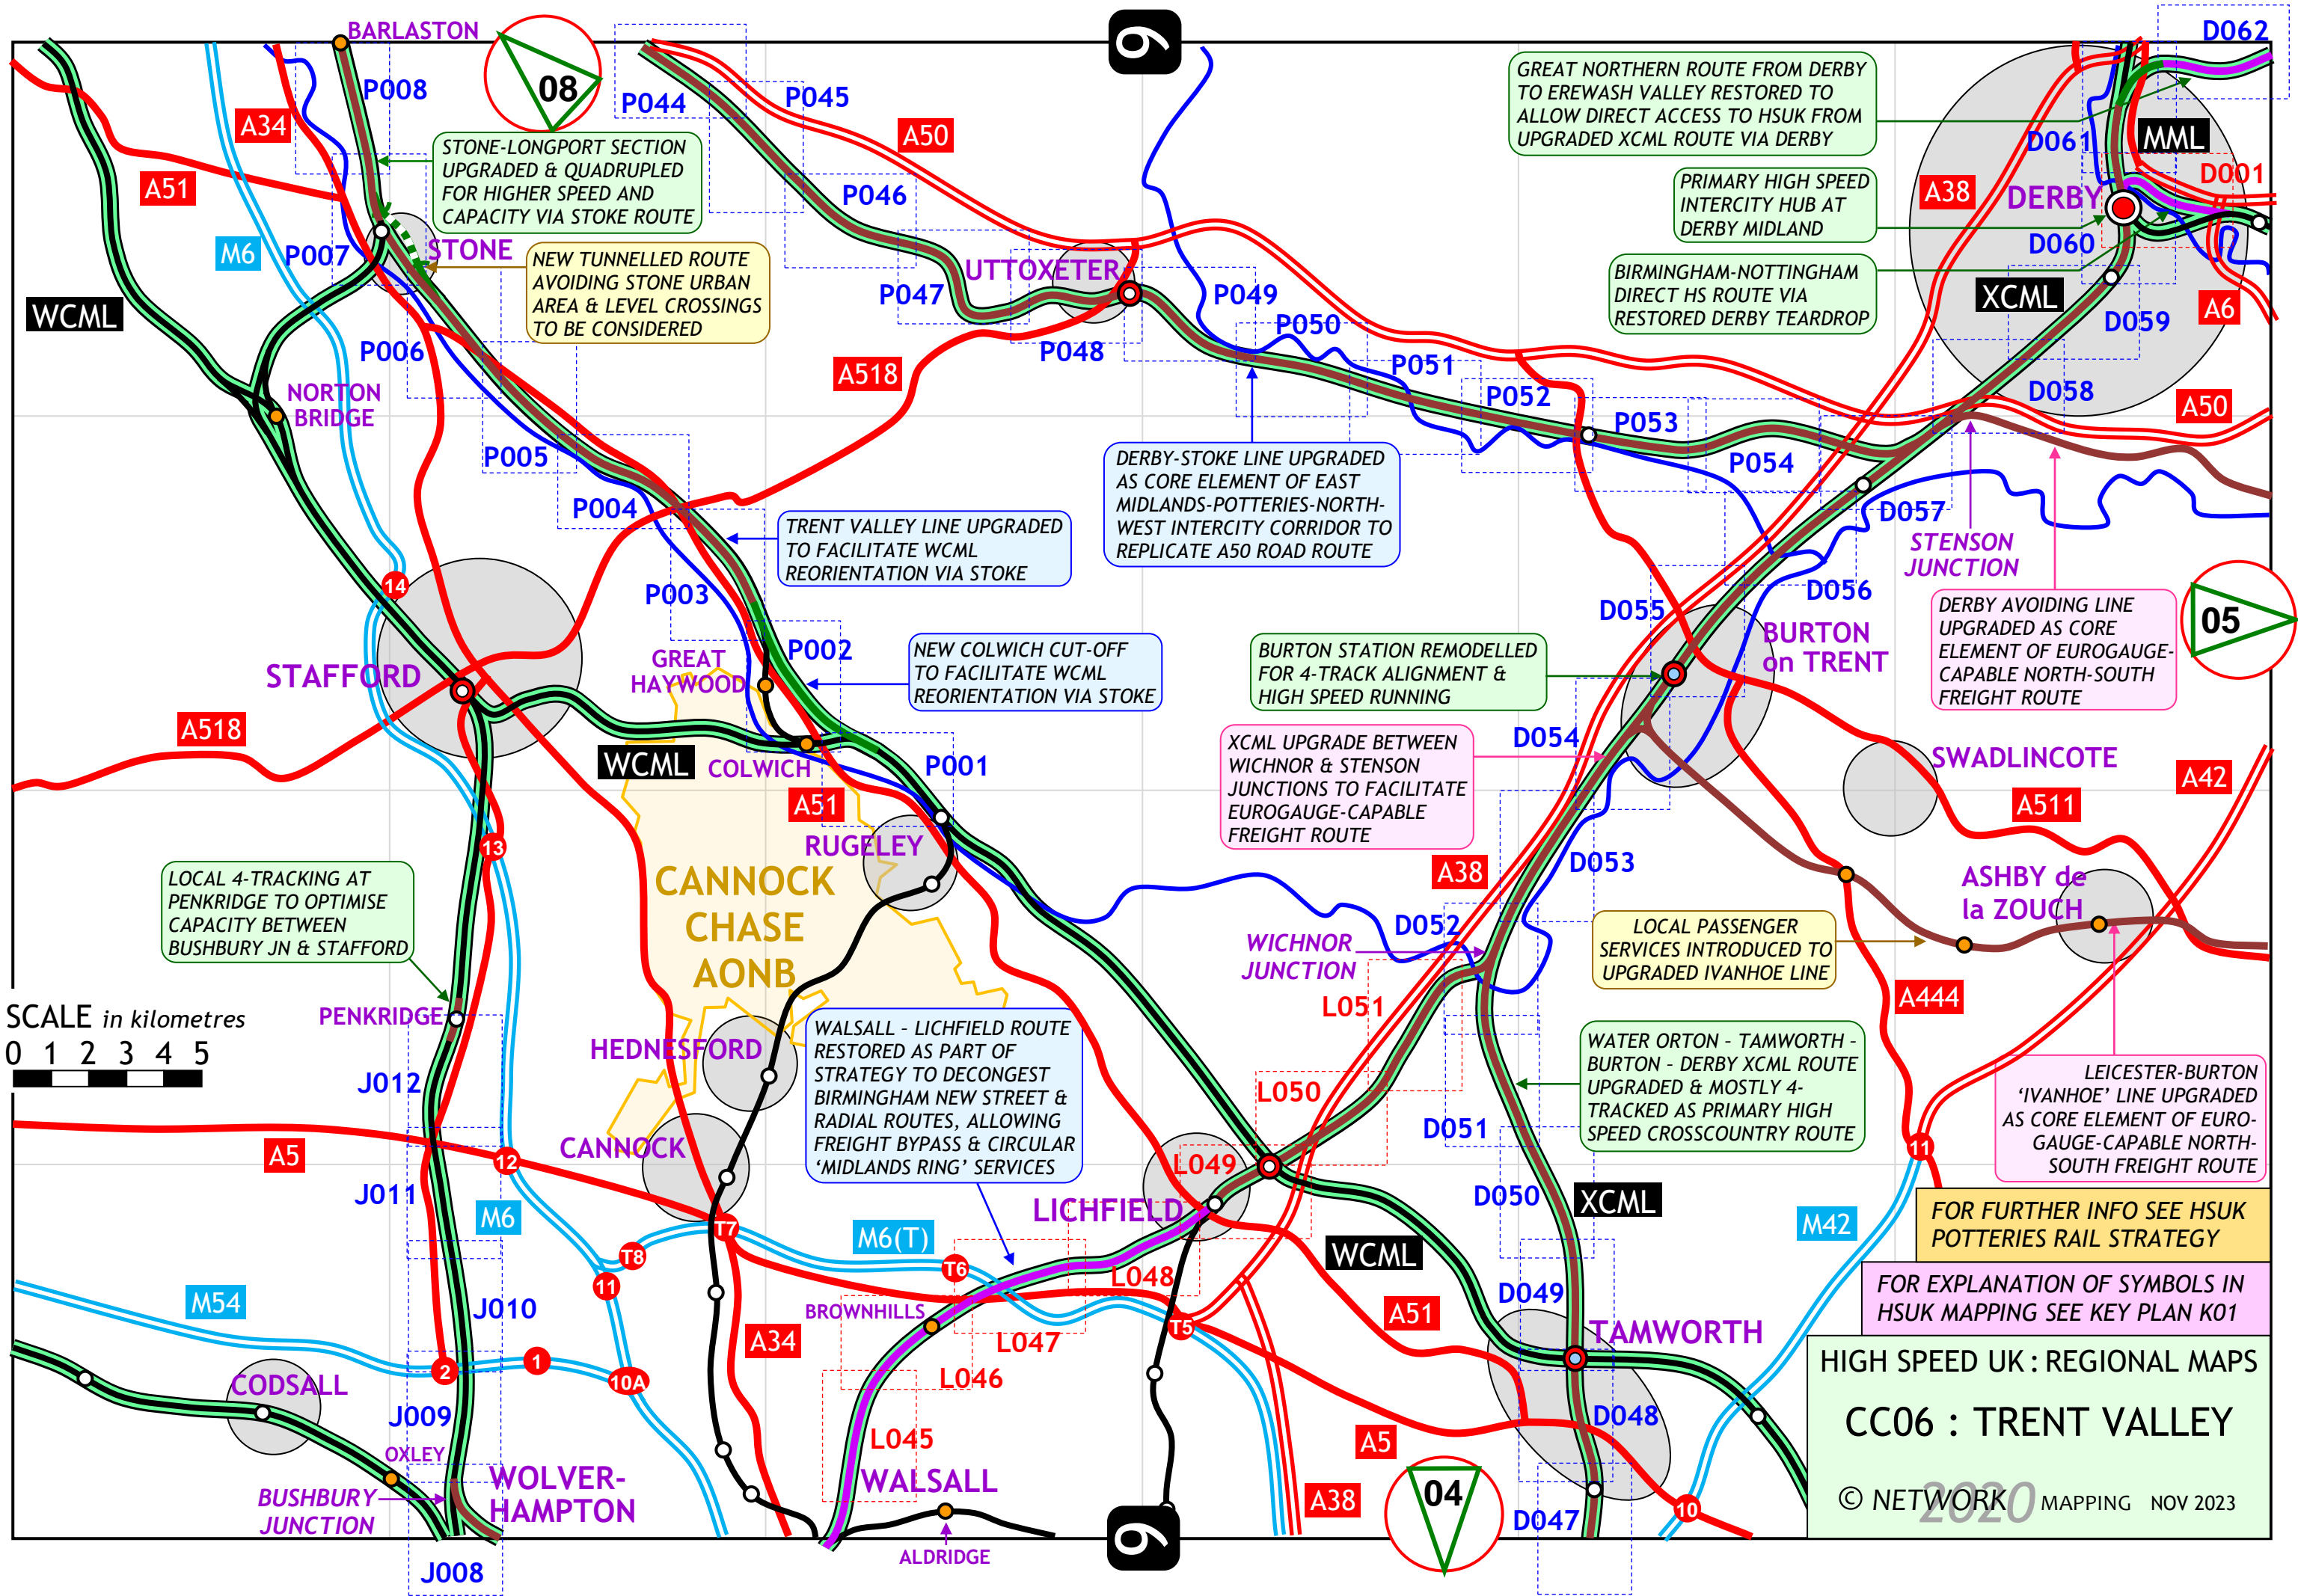 BARLASTON
08
6
D062
P008
P044
P045
A34
A50
GREAT NORTHERN ROUTE FROM DERBY
TO EREWASH VALLEY RESTORED TO
ALLOW DIRECT ACCESS TO HSUK FROM
UPGRADED XCML ROUTE VIA DERBY
D061
MML
STONE-LONGPORT SECTION
UPGRADED & QUADRUPLED
FOR HIGHER SPEED AND
CAPACITY VIA STOKE ROUTE
A51
P046
PRIMARY HIGH SPEED
INTERCITY HUB AT
DERBY MIDLAND
A38
DERBY
D001
M6
P007
STONE
NEW TUNNELLED ROUTE
AVOIDING STONE URBAN
AREA & LEVEL CROSSINGS
TO BE CONSIDERED
UTTOXETER
P047
P049
D060
BIRMINGHAM-NOTTINGHAM
DIRECT HS ROUTE VIA
RESTORED DERBY TEARDROP
XCML
A6
WCML
P006
P048
P050
D059
NORTON
BRIDGE
A518
P051
P052
D058
A50
P005
P053
P054
DERBY-STOKE LINE UPGRADED
AS CORE ELEMENT OF EAST
MIDLANDS-POTTERIES-NORTH-
WEST INTERCITY CORRIDOR TO
REPLICATE A50 ROAD ROUTE
P004
TRENT VALLEY LINE UPGRADED
TO FACILITATE WCML
REORIENTATION VIA STOKE
D057
STENSON
JUNCTION
14
P003
D055
D056
DERBY AVOIDING LINE
UPGRADED AS CORE
ELEMENT OF EUROGAUGE-
CAPABLE NORTH-SOUTH
FREIGHT ROUTE
05
STAFFORD
GREAT
HAYWOOD
P002
NEW COLWICH CUT-OFF
TO FACILITATE WCML
REORIENTATION VIA STOKE
BURTON STATION REMODELLED
FOR 4-TRACK ALIGNMENT &
HIGH SPEED RUNNING
BURTON
on TRENT
A518
WCML
COLWICH
P001
XCML UPGRADE BETWEEN
WICHNOR & STENSON
JUNCTIONS TO FACILITATE
EUROGAUGE-CAPABLE
FREIGHT ROUTE
D054
SWADLINCOTE
A42
A51
A511
13
RUGELEY
LOCAL 4-TRACKING AT
PENKRIDGE TO OPTIMISE
CAPACITY BETWEEN
BUSHBURY JN & STAFFORD
CANNOCK
CHASE
AONB
A38
D053
ASHBY de
la ZOUCH
D052
WICHNOR
JUNCTION
LOCAL PASSENGER
SERVICES INTRODUCED TO
UPGRADED IVANHOE LINE
A444
SCALE in kilometres
0 1 2 3 4 5
PENKRIDGE
HEDNESFORD
WALSALL - LICHFIELD ROUTE
RESTORED AS PART OF
STRATEGY TO DECONGEST
BIRMINGHAM NEW STREET &
RADIAL ROUTES, ALLOWING
FREIGHT BYPASS & CIRCULAR
‘MIDLANDS RING’ SERVICES
L051
L050
WATER ORTON - TAMWORTH -
BURTON - DERBY XCML ROUTE
UPGRADED & MOSTLY 4-
TRACKED AS PRIMARY HIGH
SPEED CROSSCOUNTRY ROUTE
LEICESTER-BURTON
‘IVANHOE’ LINE UPGRADED
AS CORE ELEMENT OF EURO-
GAUGE-CAPABLE NORTH-
SOUTH FREIGHT ROUTE
J012
A5
12
CANNOCK
L049
D051
11
J011
M6
T7
LICHFIELD
D050
XCML
M42
FOR FURTHER INFO SEE HSUK
POTTERIES RAIL STRATEGY
T8
11
M6(T)
T6
WCML
L048
M54
J010
BROWNHILLS
D049
A51
FOR EXPLANATION OF SYMBOLS IN
HSUK MAPPING SEE KEY PLAN K01
A34
L047
T5
TAMWORTH
2
1
10A
L046
HIGH SPEED UK : REGIONAL MAPS
CC06 : TRENT VALLEY
© NETWORK 2020 MAPPING NOV 2023
CODSALL
J009
OXLEY
L045
D048
A5
WOLVER-
HAMPTON
WALSALL
04
A38
BUSHBURY
JUNCTION
6
D047
10
ALDRIDGE
J008